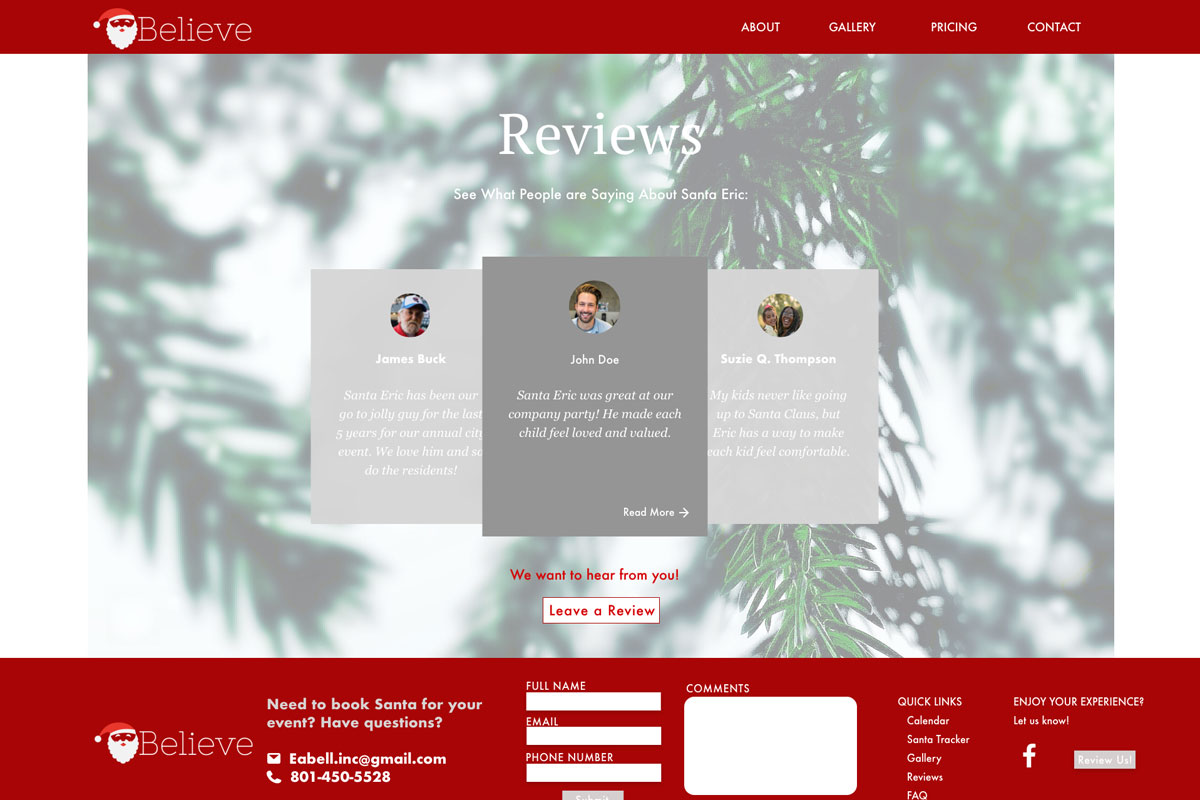 Believe
ABOUT
GALLERY
PRICING
CONTACT
Reviews
See What People are Saying About Santa Eric:
James Buck
Santa Eric has been our
go to jolly guy for the last
5 years for our annual city
event. We love him and so
do the residents!
John Doe
Santa Eric was great at our
company party! He made each
child feel loved and valued.
Read More
Suzie Q. Thompson
My kids never like going
up to Santa Claus, but
Eric has a way to make
each kid feel comfortable.
We want to hear from you!
Leave a Review
Believe
Need to book Santa for your
event? Have questions?
Eabell.inc@gmail.com
801-450-5528
FULL NAME
EMAIL
PHONE NUMBER
Submit
COMMENTS
QUICK LINKS
Calendar
Santa Tracker
Gallery
Reviews
FAQ
ENJOY YOUR EXPERIENCE?
Let us know!
Review Us!